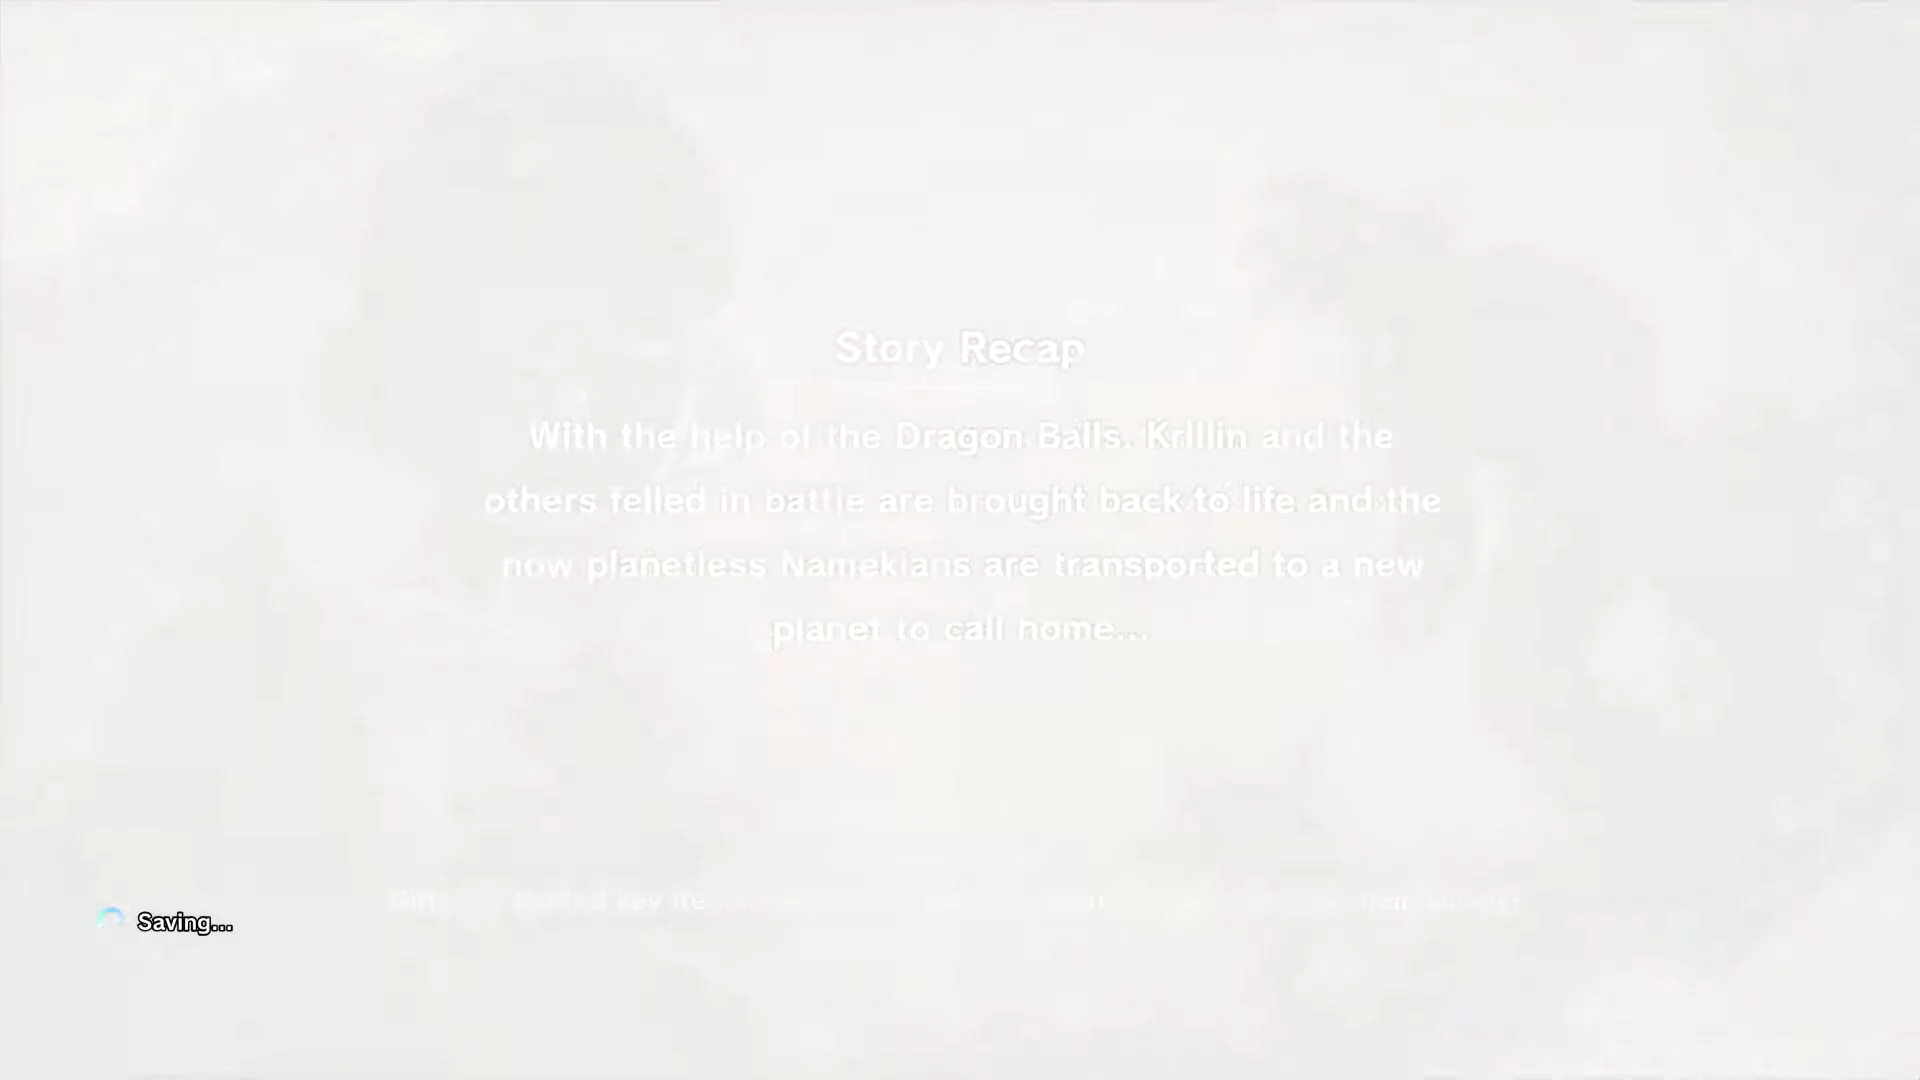 Story Recap
With the help of the Dragon Balls, Krillin and the
others felled in battle are brought back to life and the
now planetless Namekians are transported to a new
planet to call home...
key
Saving...